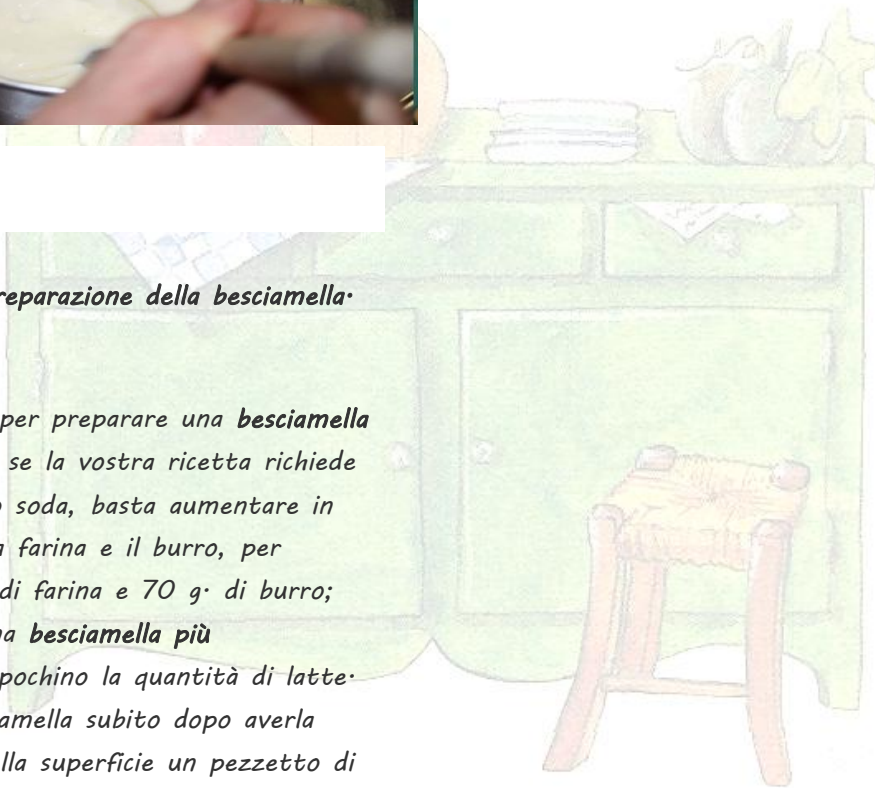 reparazione della besciamella·
per preparare una besciamella
se la vostra ricetta richiede
soda, basta aumentare in
farina e il burro, per
di farina e 70 g· di burro;
besciamella più
pochino la quantità di latte·
amella subito dopo averla
lla superficie un pezzetto di